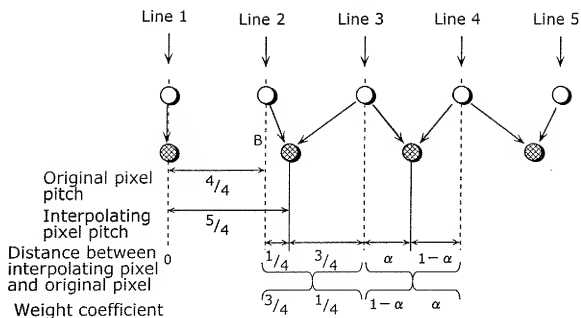 Line 1 Line 2 Line 3 Line 4 Line 5
B
Original pixel pitch
4/4
Interpolating pixel pitch
5/4
Distance between interpolating pixel and original pixel
0 1/4 3/4 α 1-α
Weight coefficient
3/4 1/4 1-α α